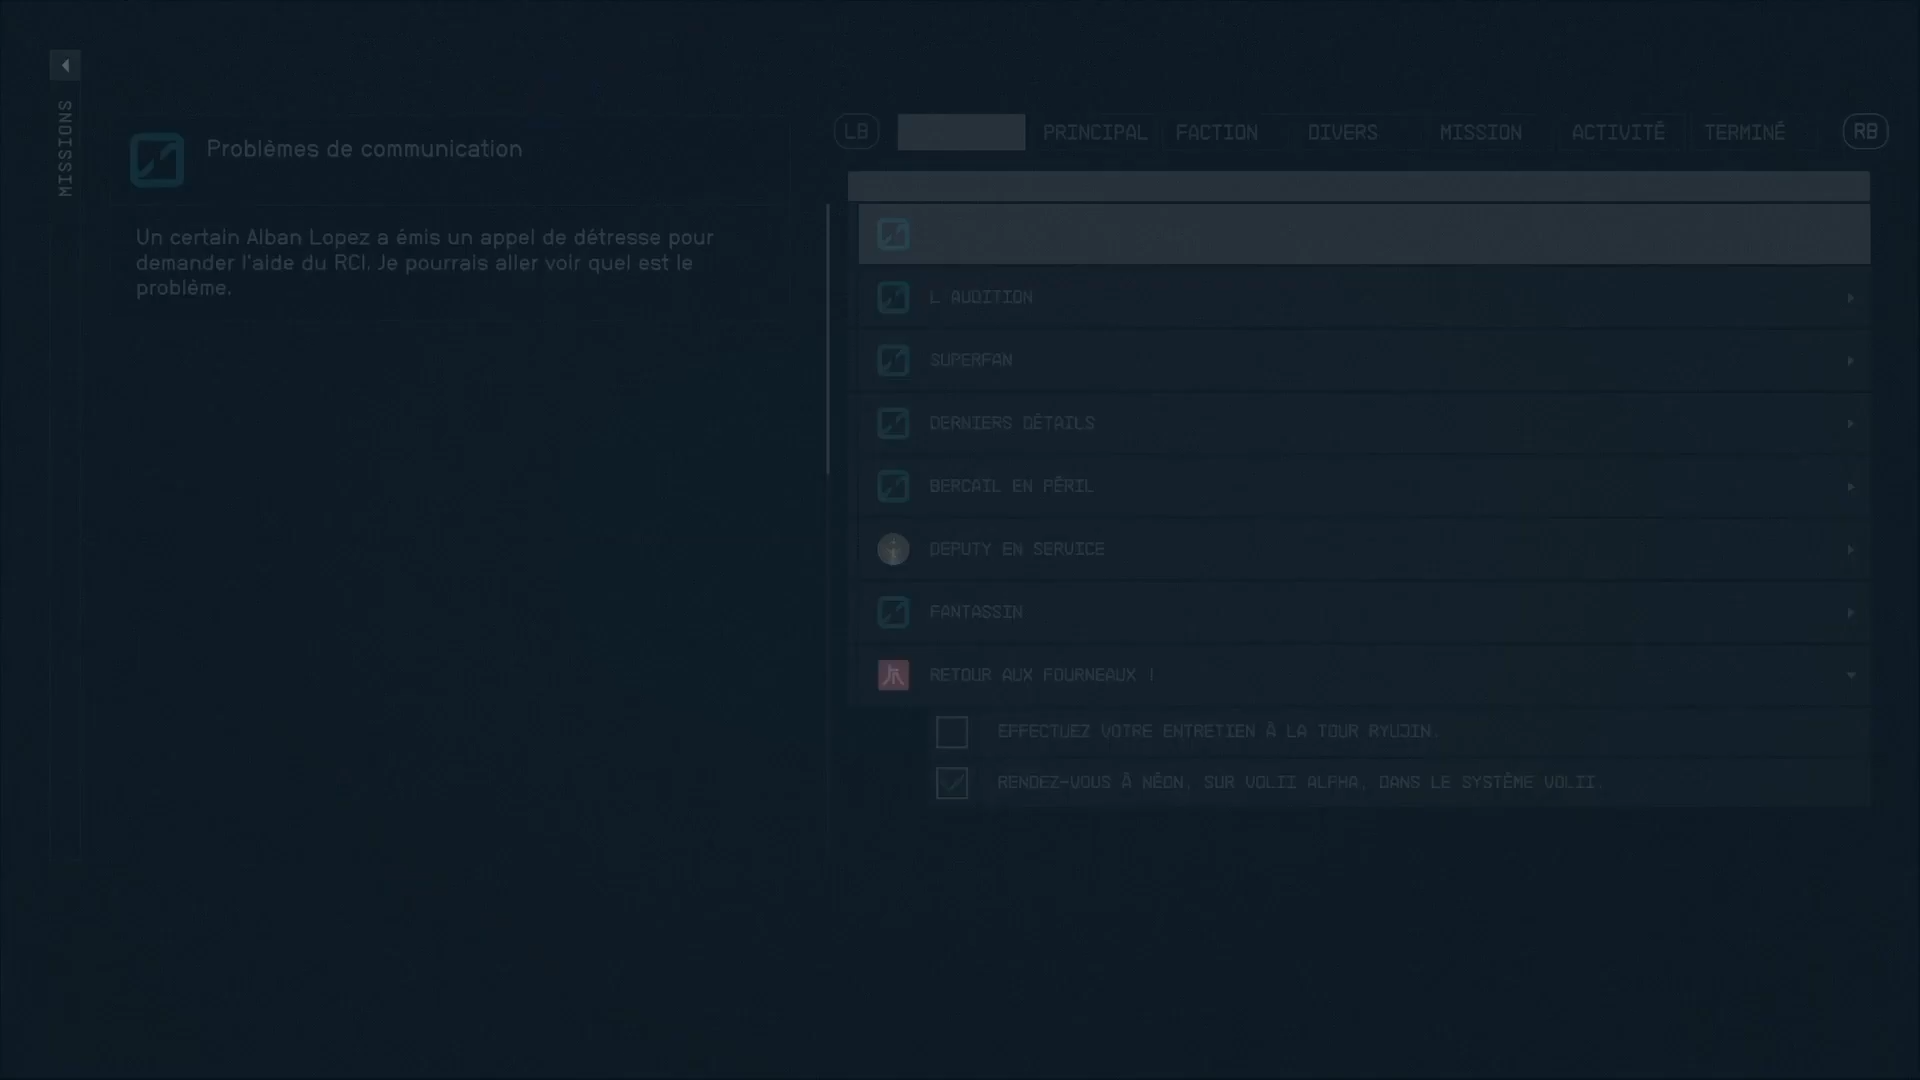 MISSIONS
Problèmes de communication
Un certain Alban Lopez a émis un appel de détresse pour
demander l'aide du RCI. Je pourrais aller voir quel est le
problème.
LB
PRINCIPAL
FACTION
DIVERS
MISSION
ACTIVITÉ
TERMINÉ
RB
L AUDITION
SUPERFAN
DERNIERS DÉTAILS
BERCAIL EN PÉRIL
DEPUTY EN SERVICE
FANTASSIN
RETOUR AUX FOURNEAUX !
EFFECTUEZ VOTRE ENTRETIEN À LA TOUR RYUJIN.
RENDEZ-VOUS À NÉON, SUR VOLII ALPHA, DANS LE SYSTÈME VOLII.